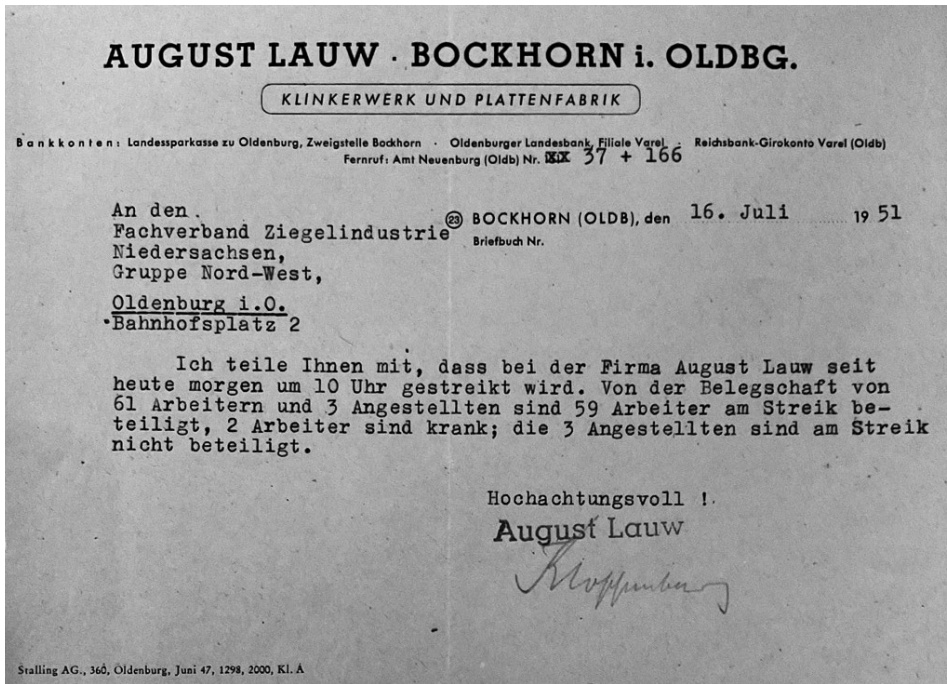 AUGUST LAUW · BOCKHORN i. OLDBG.
KLINKERWERK UND PLATTENFABRIK
Bankkonten: Landessparkasse zu Oldenburg, Zweigstelle Bockhorn · Oldenburger Landesbank, Filiale Varel · Reichsbank-Girokonto Varel (Oldb)
Fernruf: Amt Neuenburg (Oldb) Nr. 37 + 166
An den
Fachverband Ziegelindustrie
Niedersachsen,
Gruppe Nord-West,
Oldenburg i.O.
Bahnhofsplatz 2
23 BOCKHORN (OLDB), den 16. Juli 1951
Briefbuch Nr.
Ich teile Ihnen mit, dass bei der Firma August Lauw seit
heute morgen um 10 Uhr gestreikt wird. Von der Belegschaft von
61 Arbeitern und 3 Angestellten sind 59 Arbeiter am Streik be-
teiligt, 2 Arbeiter sind krank; die 3 Angestellten sind am Streik
nicht beteiligt.
Hochachtungsvoll !
August Lauw
Kloppenburg
Stalling AG., 360, Oldenburg, Juni 47, 1298, 2000, Kl. A